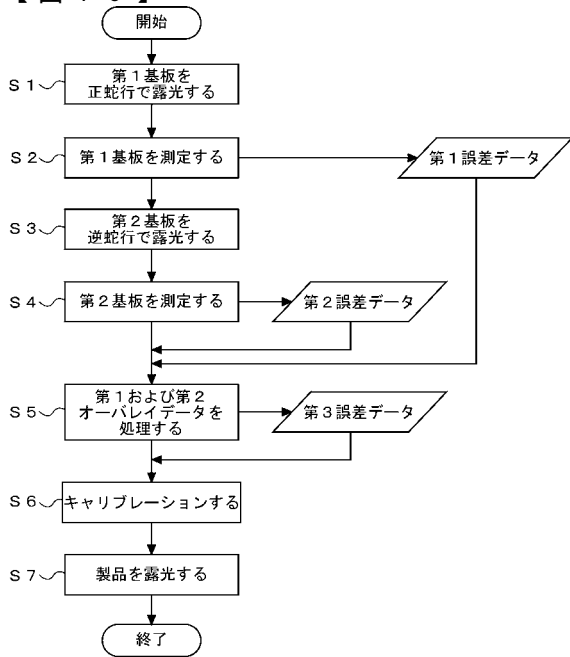 開始
S1
第1基板を
正蛇行で露光する
S2
第1基板を測定する
第1誤差データ
S3
第2基板を
逆蛇行で露光する
S4
第2基板を測定する
第2誤差データ
S5
第1および第2
オーバレイデータを
処理する
第3誤差データ
S6
キャリブレーションする
S7
製品を露光する
終了